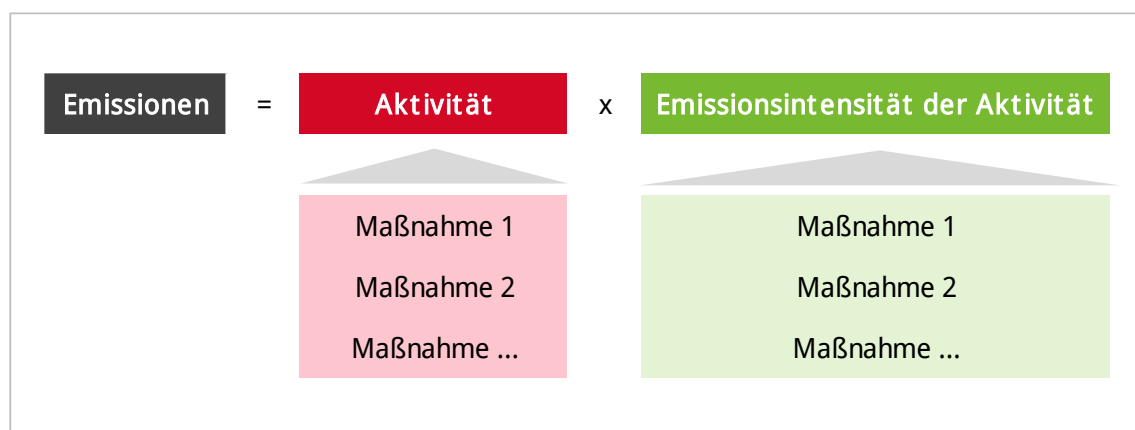 Emissionen = Aktivität x Emissionsintensität der Aktivität
Maßnahme 1 Maßnahme 1
Maßnahme 2 Maßnahme 2
Maßnahme ... Maßnahme ...